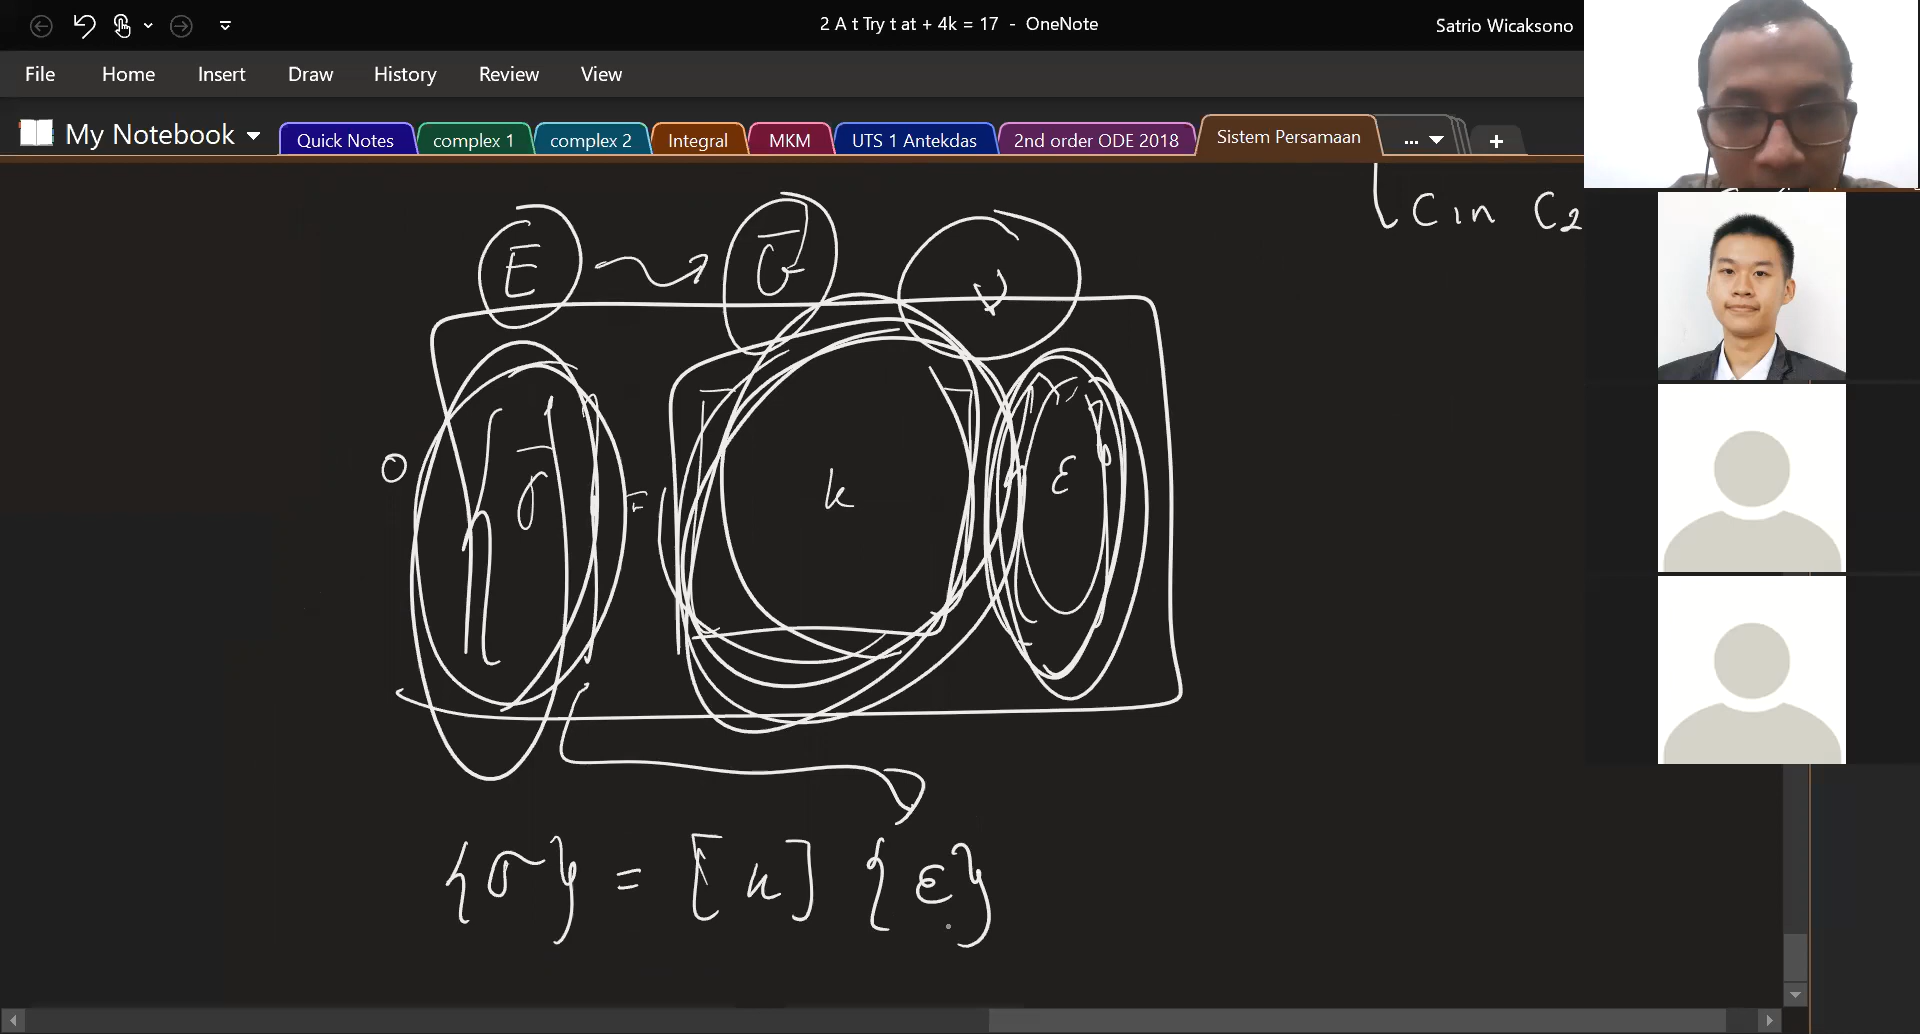 2 A t Try t at + 4k = 17 - OneNote
Satrio Wicaksono
File Home Insert Draw History Review View
My Notebook
Quick Notes complex 1 complex 2 Integral MKM UTS 1 Antekdas 2nd order ODE 2018 Sistem Persamaan ... +
C in C2
E
k
ε
{σ} = [k] {ε}